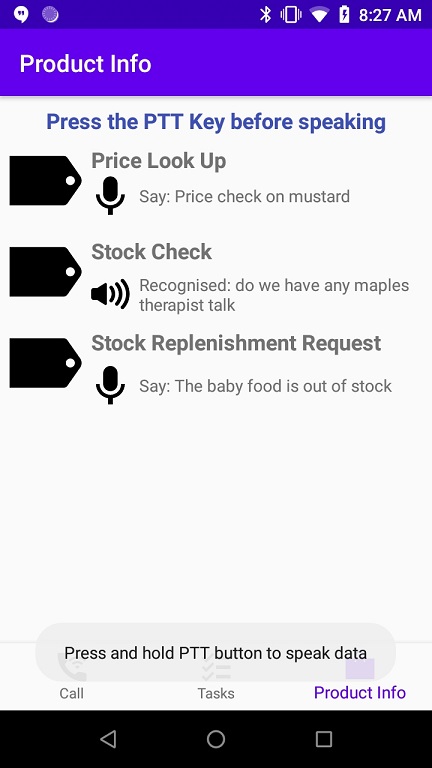 8:27 AM
Product Info
Press the PTT Key before speaking
Price Look Up
Say: Price check on mustard
Stock Check
Recognised: do we have any maples
therapist talk
Stock Replenishment Request
Say: The baby food is out of stock
Press and hold PTT button to speak data
Call
Tasks
Product Info